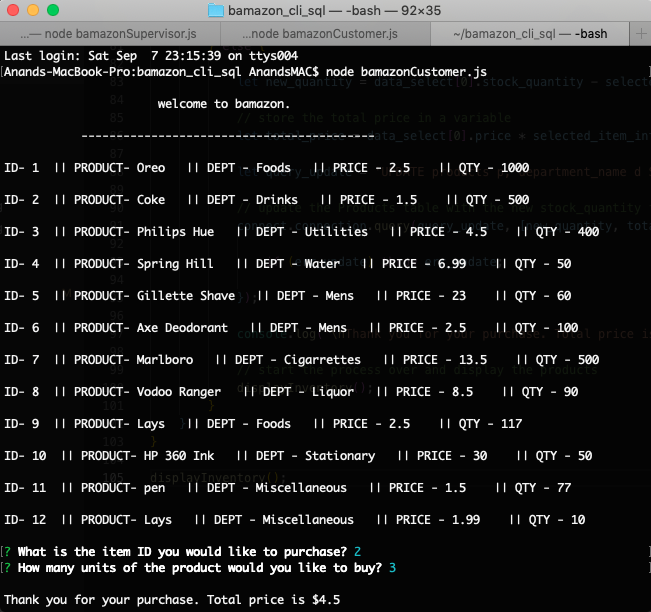 bamazon_cli_sql — -bash — 92×35
...— node bamazonSupervisor.js
...node bamazonCustomer.js
~/bamazon_cli_sql — -bash
+
Last login: Sat Sep  7 23:15:39 on ttys004
[Anands-MacBook-Pro:bamazon_cli_sql AnandsMAC$ node bamazonCustomer.js
welcome to bamazon.
----------------------------------------
ID- 1  || PRODUCT- Oreo   || DEPT - Foods   || PRICE - 2.5    || QTY - 1000
ID- 2  || PRODUCT- Coke   || DEPT - Drinks   || PRICE - 1.5    || QTY - 500
ID- 3  || PRODUCT- Philips Hue   || DEPT - Utilities   || PRICE - 4.5    || QTY - 400
ID- 4  || PRODUCT- Spring Hill   || DEPT - Water   || PRICE - 6.99    || QTY - 50
ID- 5  || PRODUCT- Gillette Shave   || DEPT - Mens   || PRICE - 23    || QTY - 60
ID- 6  || PRODUCT- Axe Deodorant   || DEPT - Mens   || PRICE - 2.5    || QTY - 100
ID- 7  || PRODUCT- Marlboro   || DEPT - Cigarrettes   || PRICE - 13.5    || QTY - 500
ID- 8  || PRODUCT- Vodoo Ranger   || DEPT - Liquor   || PRICE - 8.5    || QTY - 90
ID- 9  || PRODUCT- Lays   || DEPT - Foods   || PRICE - 2.5    || QTY - 117
ID- 10  || PRODUCT- HP 360 Ink   || DEPT - Stationary   || PRICE - 30    || QTY - 50
ID- 11  || PRODUCT- pen   || DEPT - Miscellaneous   || PRICE - 1.5    || QTY - 77
ID- 12  || PRODUCT- Lays   || DEPT - Miscellaneous   || PRICE - 1.99    || QTY - 10
[? What is the item ID you would like to purchase? 2
[? How many units of the product would you like to buy? 3
Thank you for your purchase. Total price is $4.5